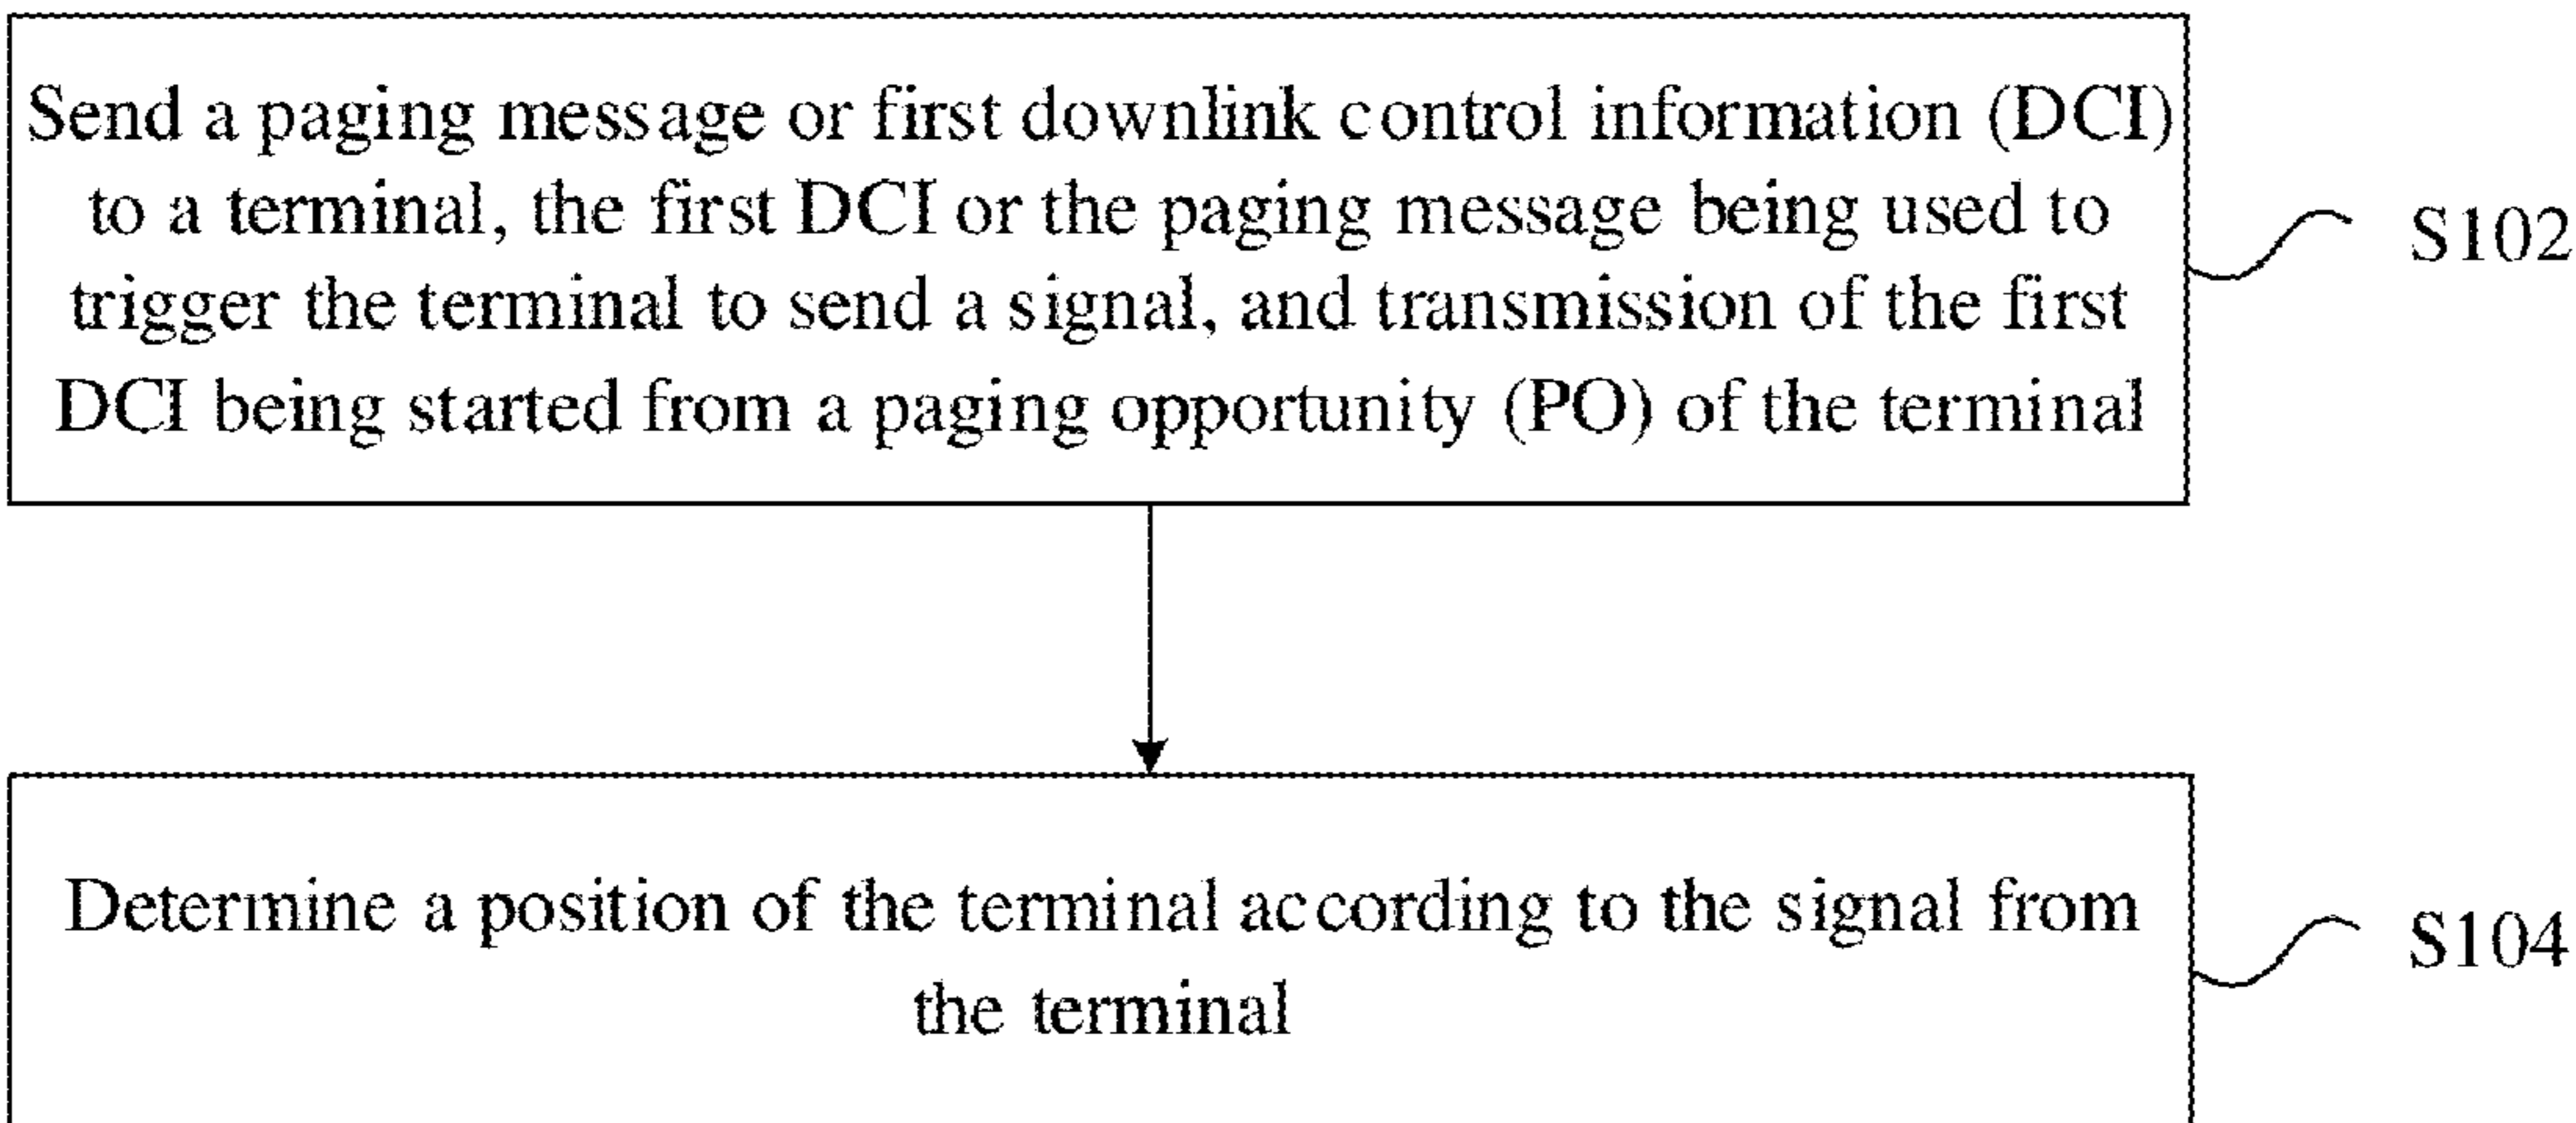 Send a paging message or first downlink control information (DCI)
to a terminal, the first DCI or the paging message being used to
trigger the terminal to send a signal, and transmission of the first
DCI being started from a paging opportunity (PO) of the terminal
S102
Determine a position of the terminal according to the signal from
the terminal
S104